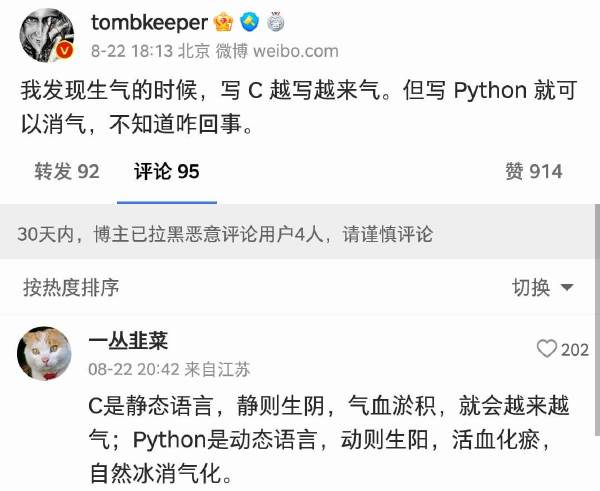 tombkeeper
8-22 18:13 北京 微博 weibo.com
我发现生气的时候，写 C 越写越来气。但写 Python 就可
以消气，不知道咋回事。
转发 92 评论 95 赞 914
30天内，博主已拉黑恶意评论用户4人，请谨慎评论
按热度排序 切换
一丛韭菜
08-22 20:42 来自江苏 202
C是静态语言，静则生阴，气血淤积，就会越来越
气；Python是动态语言，动则生阳，活血化瘀，
自然冰消气化。